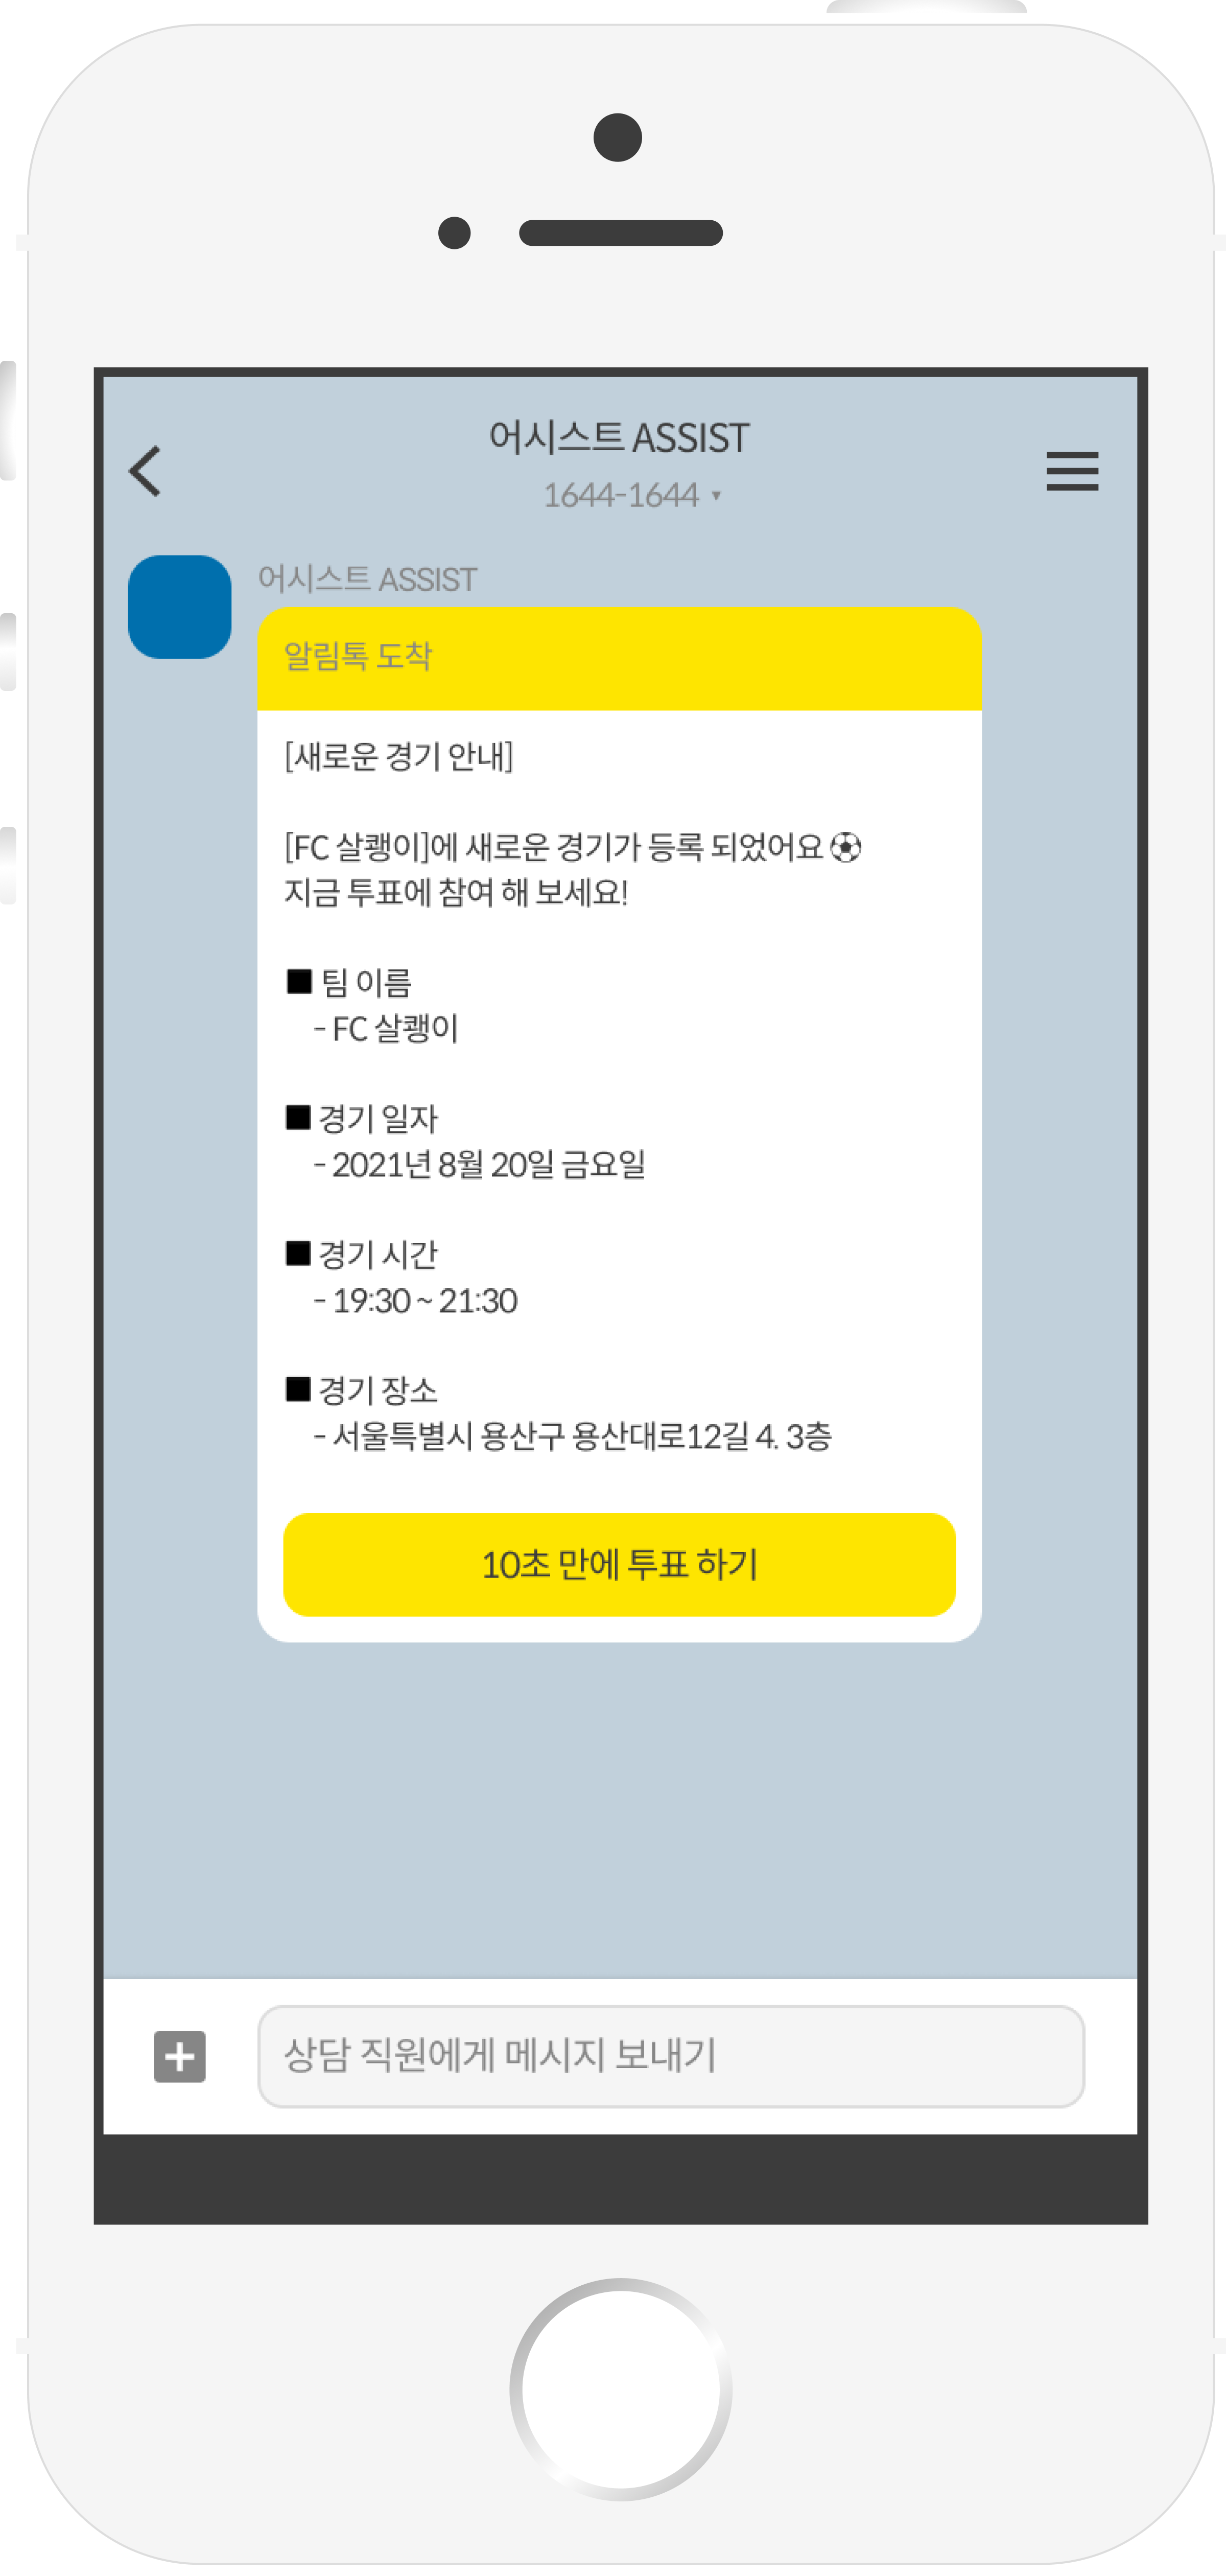 어시스트 ASSIST
1644-1644 ▼
어시스트 ASSIST
알림톡 도착
[새로운 경기 안내]
[FC 살쾡이]에 새로운 경기가 등록 되었어요 ⚽
지금 투표에 참여 해 보세요!
■ 팀 이름
- FC 살쾡이
■ 경기 일자
- 2021년 8월 20일 금요일
■ 경기 시간
- 19:30 ~ 21:30
■ 경기 장소
- 서울특별시 용산구 용산대로12길 4. 3층
10초 만에 투표 하기
상담 직원에게 메시지 보내기